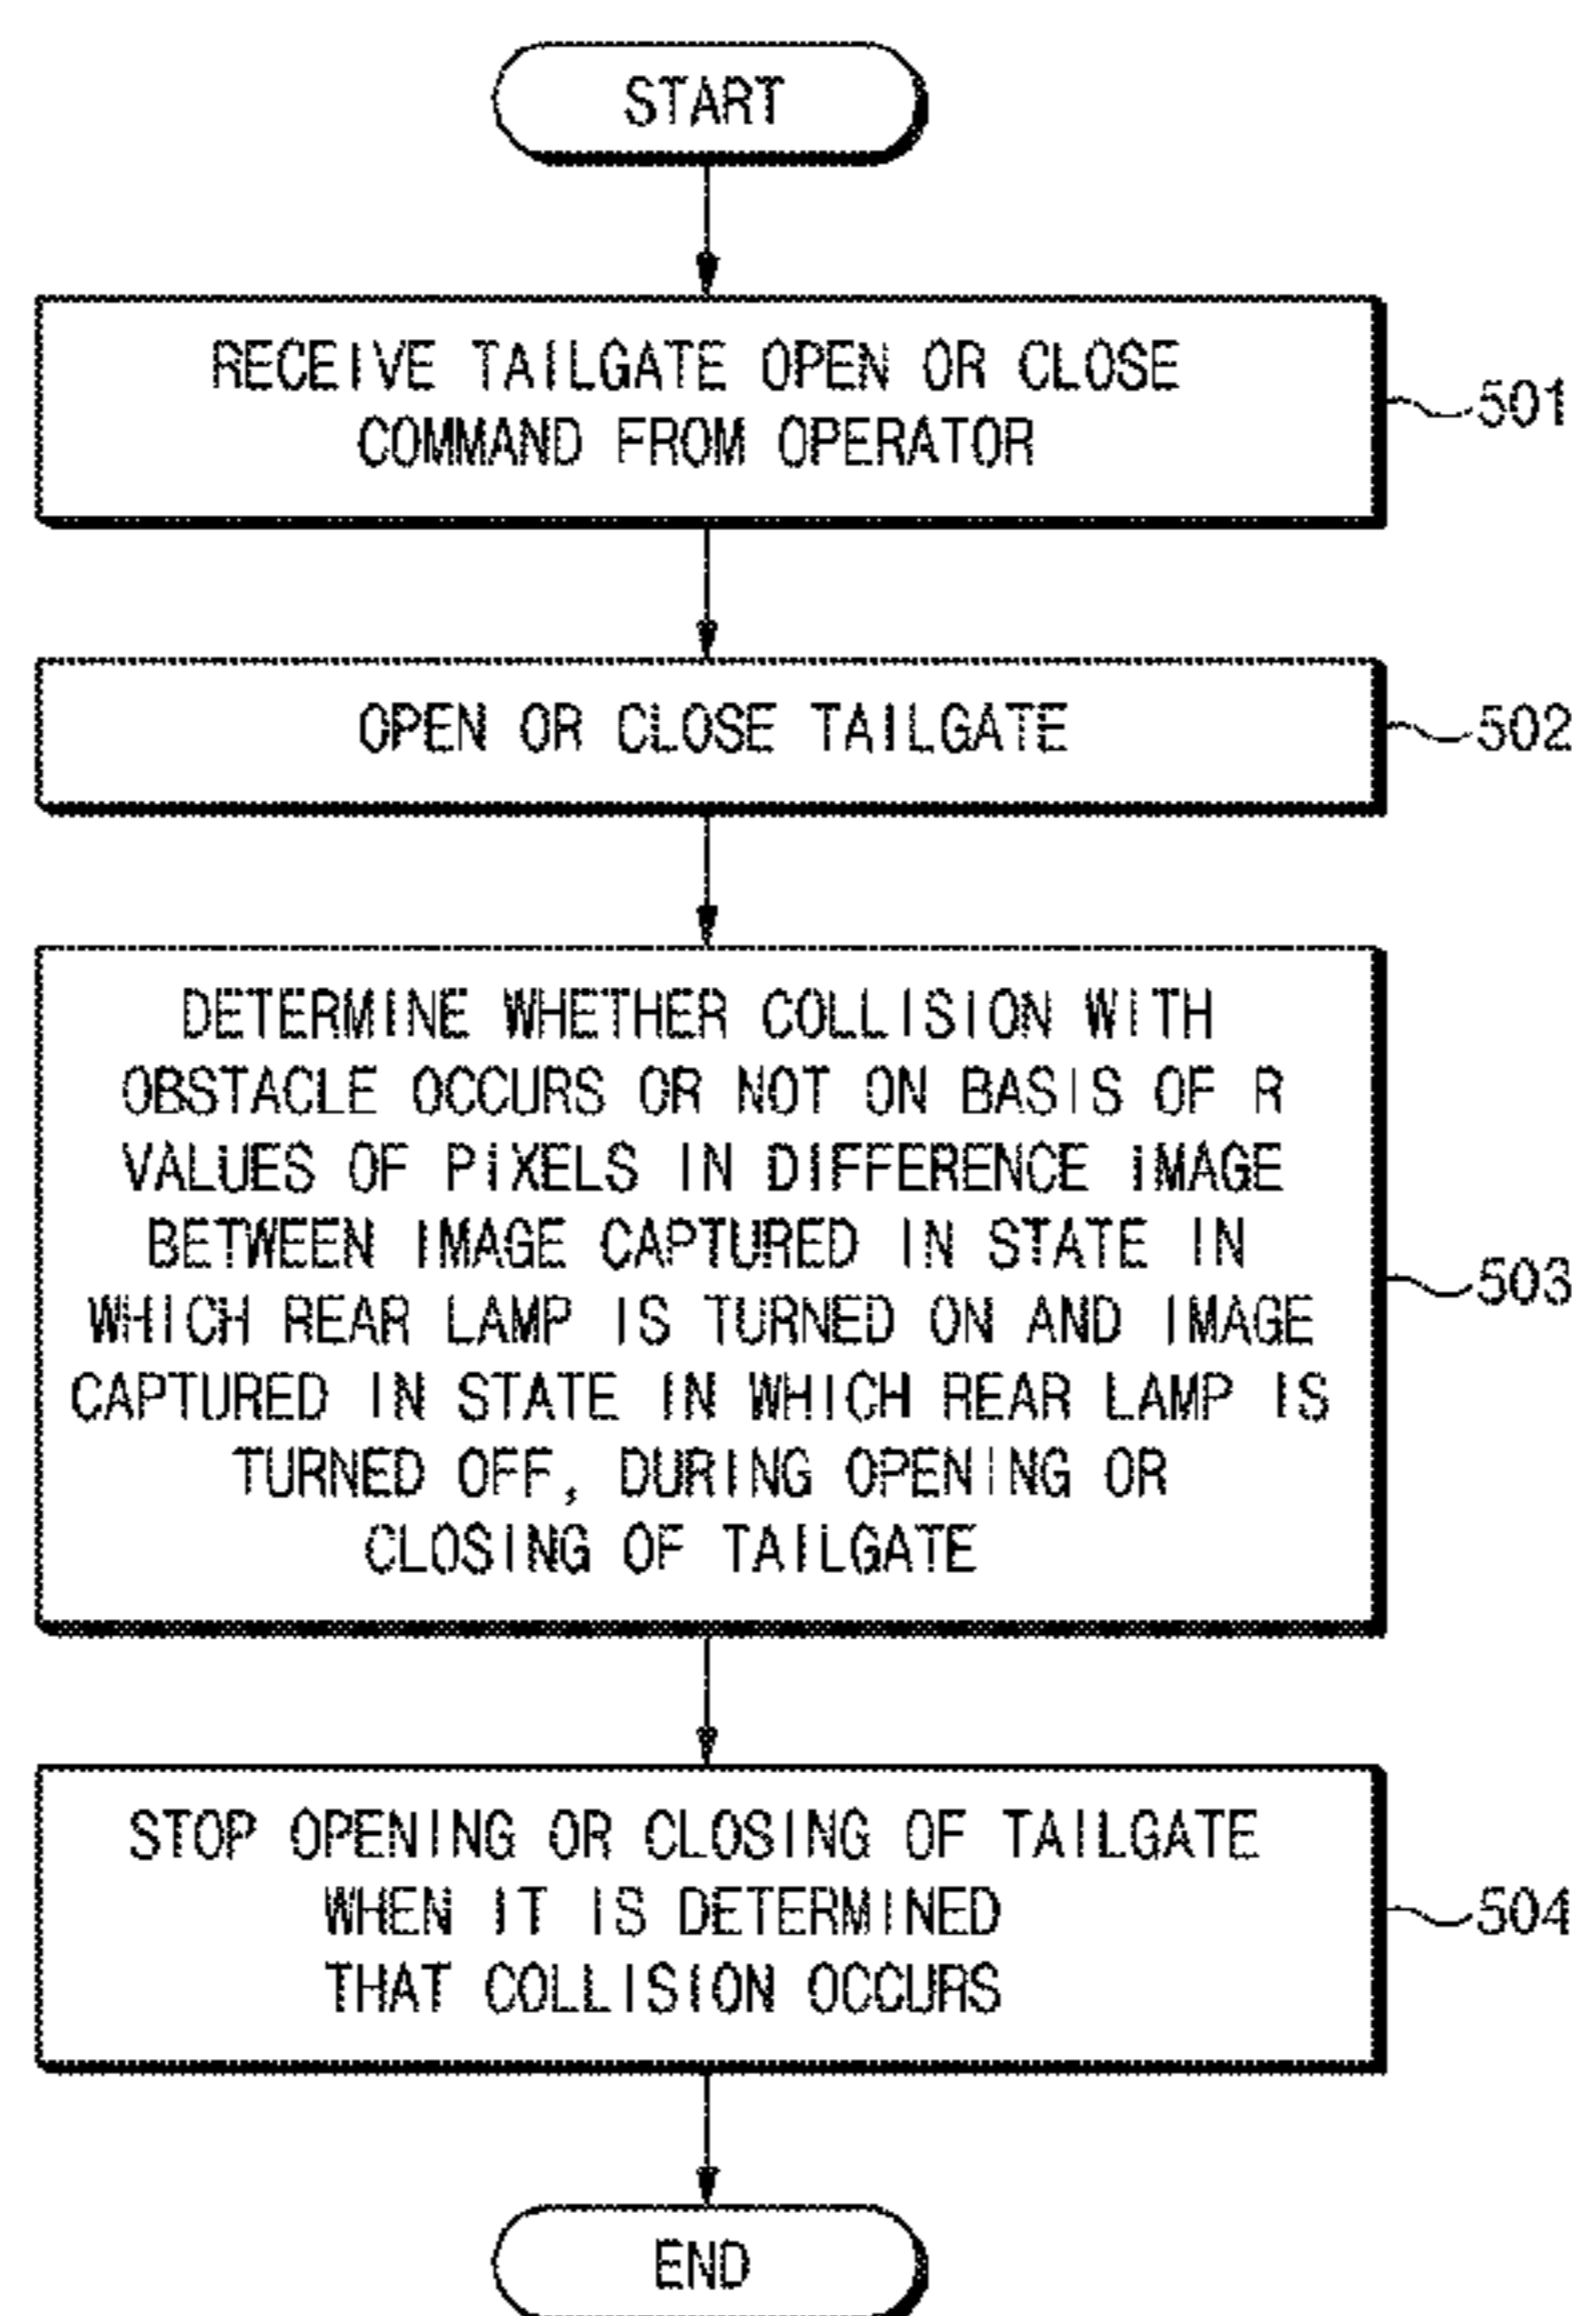 START
RECEIVE TAILGATE OPEN OR CLOSE
COMMAND FROM OPERATOR
501
OPEN OR CLOSE TAILGATE
502
DETERMINE WHETHER COLLISION WITH
OBSTACLE OCCURS OR NOT ON BASIS OF R
VALUES OF PIXELS IN DIFFERENCE IMAGE
BETWEEN IMAGE CAPTURED IN STATE IN
WHICH REAR LAMP IS TURNED ON AND IMAGE
CAPTURED IN STATE IN WHICH REAR LAMP IS
TURNED OFF, DURING OPENING OR
CLOSING OF TAILGATE
503
STOP OPENING OR CLOSING OF TAILGATE
WHEN IT IS DETERMINED
THAT COLLISION OCCURS
504
END